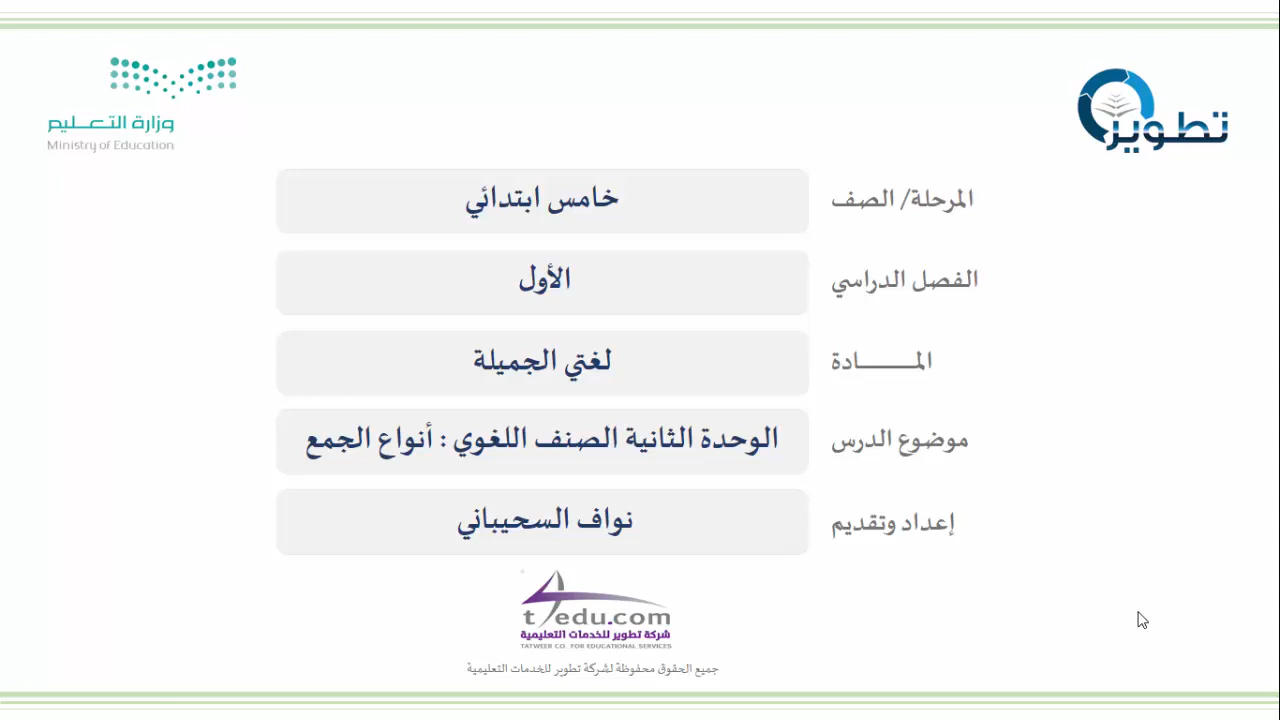 وزارة التعليم
Ministry of Education
تطوير
المرحلة/ الصف
خامس ابتدائي
الفصل الدراسي
الأول
المـــــــادة
لغتي الجميلة
موضوع الدرس
الوحدة الثانية الصنف اللغوي : أنواع الجمع
إعداد وتقديم
نواف السحيباني
t4edu.com
شركة تطوير للخدمات التعليمية
TATWEER CO. FOR EDUCATIONAL SERVICES
جميع الحقوق محفوظة لشركة تطوير للخدمات التعليمية